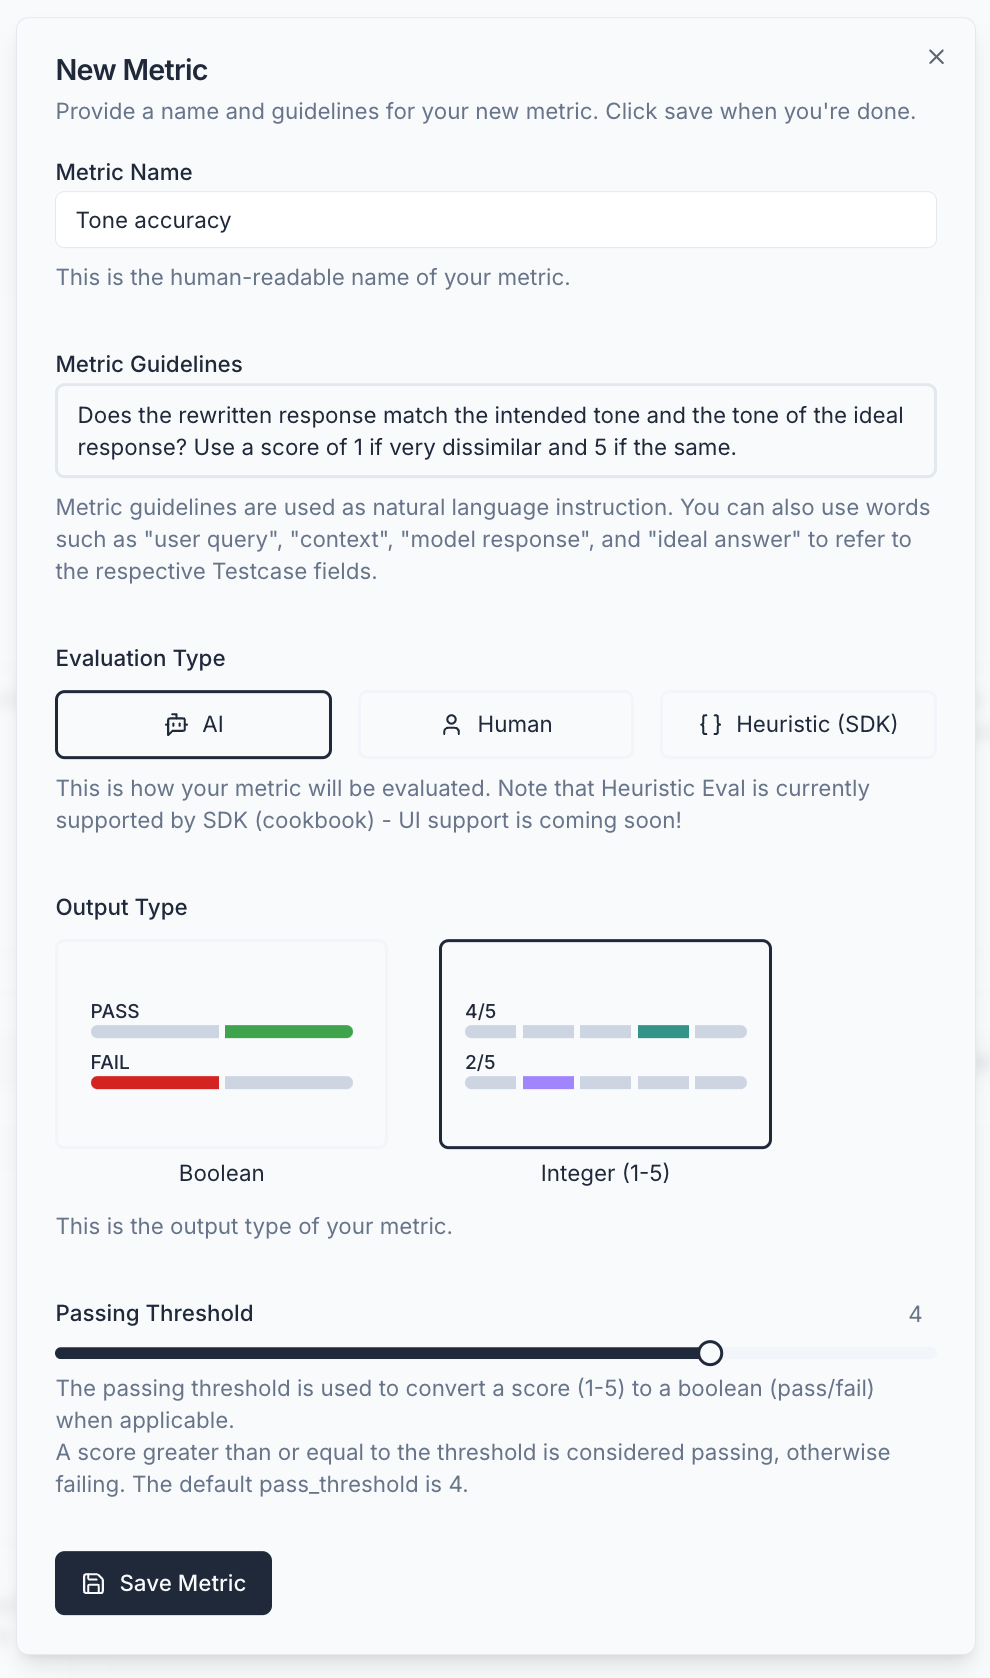 New Metric
Provide a name and guidelines for your new metric. Click save when you're done.
Metric Name
Tone accuracy
This is the human-readable name of your metric.
Metric Guidelines
Does the rewritten response match the intended tone and the tone of the ideal
response? Use a score of 1 if very dissimilar and 5 if the same.
Metric guidelines are used as natural language instruction. You can also use words
such as "user query", "context", "model response", and "ideal answer" to refer to
the respective Testcase fields.
Evaluation Type
AI
Human
Heuristic (SDK)
This is how your metric will be evaluated. Note that Heuristic Eval is currently
supported by SDK (cookbook) - UI support is coming soon!
Output Type
PASS
FAIL
Boolean
4/5
2/5
Integer (1-5)
This is the output type of your metric.
Passing Threshold
4
The passing threshold is used to convert a score (1-5) to a boolean (pass/fail)
when applicable.
A score greater than or equal to the threshold is considered passing, otherwise
failing. The default pass_threshold is 4.
Save Metric